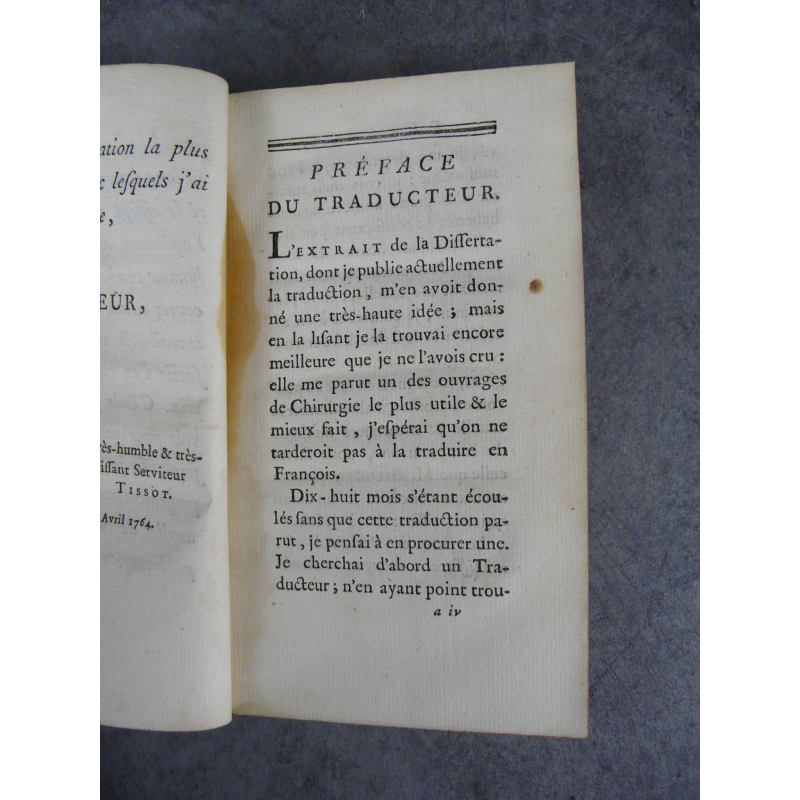 ation la plus
lesquels j'ai
e,
EUR,
rès-humble & très-
issant Serviteur
TISSOT.
Avril 1764.
PRÉFACE
DU TRADUCTEUR.
L'EXTRAIT de la Disserta-
tion, dont je publie actuellement
la traduction, m'en avoit don-
né une très-haute idée ; mais
en la lisant je la trouvai encore
meilleure que je ne l'avois cru :
elle me parut un des ouvrages
de Chirurgie le plus utile & le
mieux fait, j'espérai qu'on ne
tarderoit pas à la traduire en
François.
Dix-huit mois s'étant écou-
lés sans que cette traduction pa-
rut, je pensai à en procurer une.
Je cherchai d'abord un Tra-
ducteur ; n'en ayant point trou-
a iv